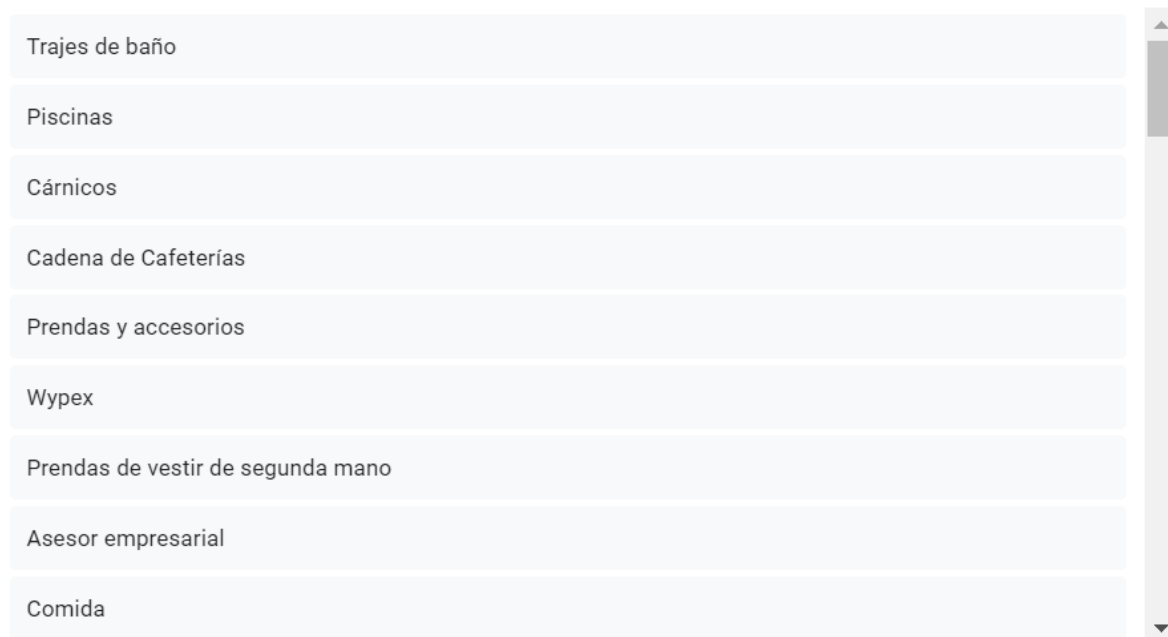 Trajes de baño
Piscinas
Cárnicos
Cadena de Cafeterías
Prendas y accesorios
Wypex
Prendas de vestir de segunda mano
Asesor empresarial
Comida